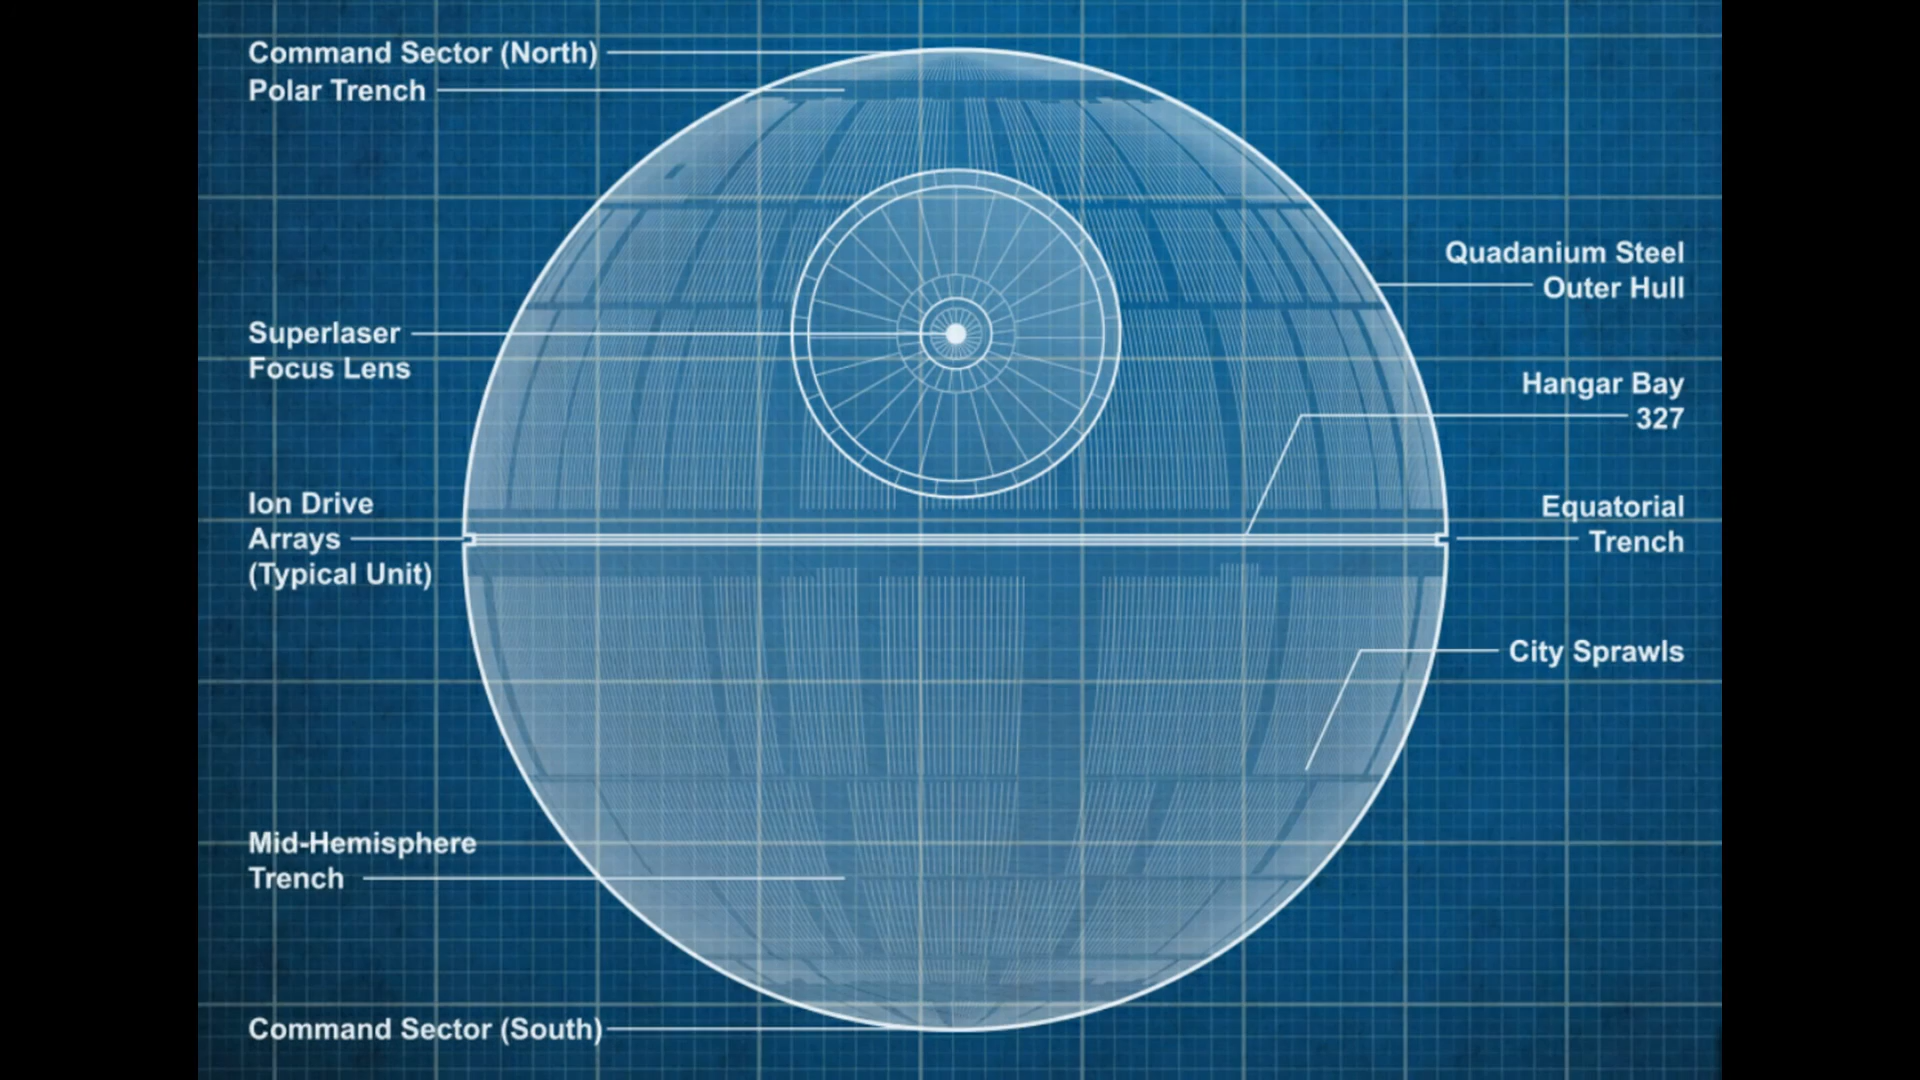 Command Sector (North)
Polar Trench
Superlaser
Focus Lens
Ion Drive
Arrays
(Typical Unit)
Mid-Hemisphere
Trench
Command Sector (South)
Quadanium Steel
Outer Hull
Hangar Bay
327
Equatorial
Trench
City Sprawls